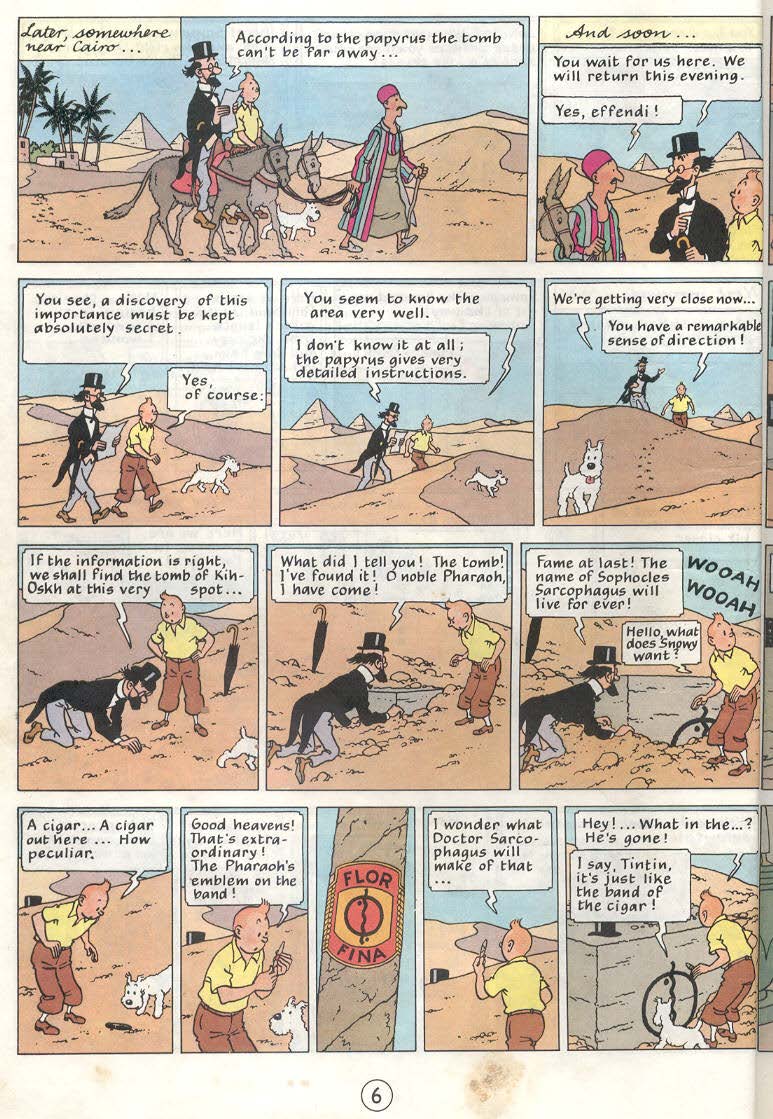 Later, somewhere
near Cairo ...
According to the papyrus the tomb
can't be far away...
And soon ...
You wait for us here. We
will return this evening.
Yes, effendi!
You see, a discovery of this
importance must be kept
absolutely secret.
Yes,
of course.
You seem to know the
area very well.
I don't know it at all;
the papyrus gives very
detailed instructions.
We're getting very close now...
You have a remarkable
sense of direction!
If the information is right,
we shall find the tomb of Kih-
Oskh at this very spot...
What did I tell you! The tomb!
I've found it! O noble Pharaoh,
I have come!
Fame at last! The
name of Sophocles
Sarcophagus will
live for ever!
WOOAH
WOOAH
Hello, what
does Snowy
want?
A cigar... A cigar
out here ... How
peculiar.
Good heavens!
That's extra-
ordinary!
The Pharaoh's
emblem on the
band!
FLOR
FINA
I wonder what
Doctor Sarco-
phagus will
make of that
...
Hey!... What in the...?
He's gone!
I say, Tintin,
it's just like
the band of
the cigar!
6